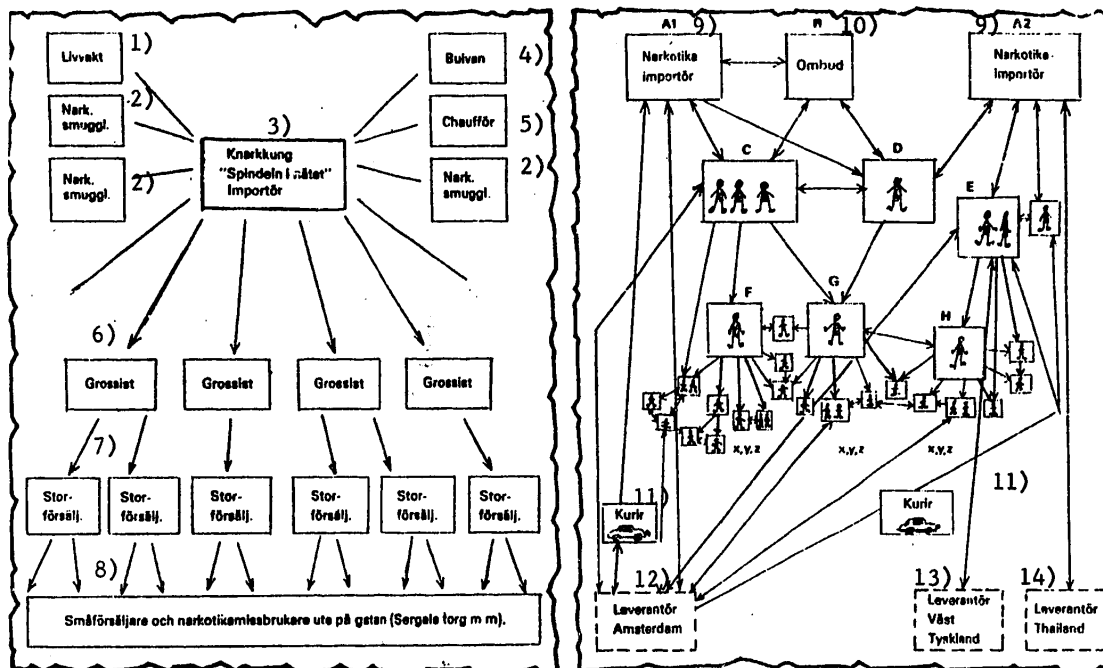 1)
Livvakt
2)
Nark.
smuggl.
2)
Nark.
smuggl.
3)
Knarkkung
"Spindeln i nätet"
Importör
4)
Bulvan
5)
Chaufför
2)
Nark.
smuggl.
6)
Grossist
Grossist
Grossist
Grossist
7)
Stor-
försälj.
Stor-
försälj.
Stor-
försälj.
Stor-
försälj.
Stor-
försälj.
Stor-
försälj.
8)
Småförsäljare och narkotikamissbrukare ute på gatan (Sergels torg m m).
A1 9)
Narkotika
importör
10)
Ombud
9) A2
Narkotika-
importör
C
D
E
F
G
H
x,y,z
x,y,z
x,y,z
11)
Kurir
11)
Kurir
12)
Leverantör
Amsterdam
13)
Leverantör
Väst
Tyskland
14)
Leverantör
Thailand